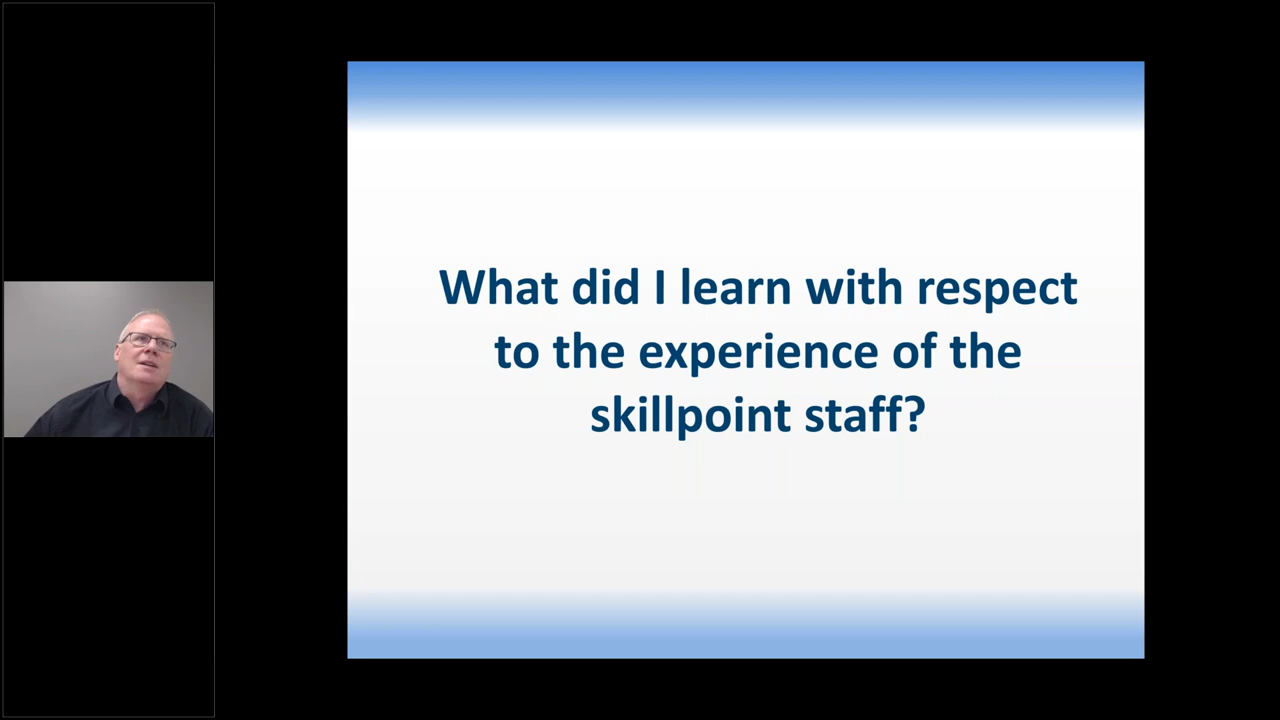 What did I learn with respect
to the experience of the
skillpoint staff?